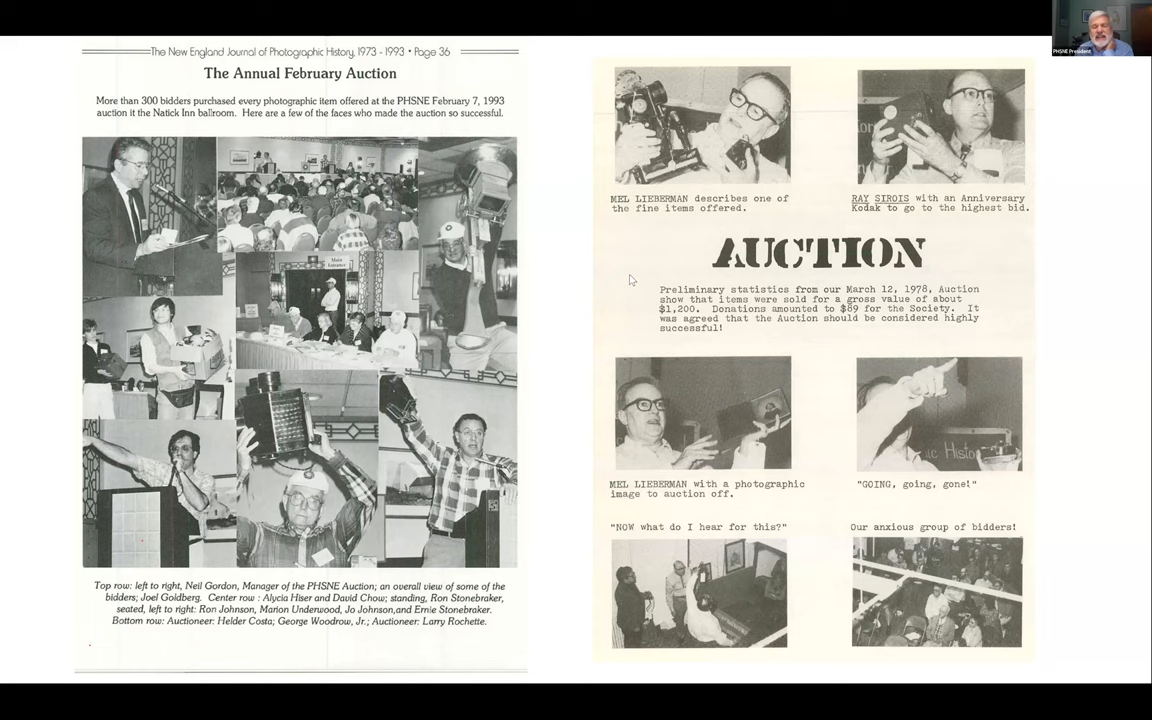 The New England Journal of Photographic History, 1973 - 1993 • Page 36
The Annual February Auction
More than 300 bidders purchased every photographic item offered at the PHSNE February 7, 1993
auction it the Natick Inn ballroom. Here are a few of the faces who made the auction so successful.
Main
Entrance
Top row: left to right, Neil Gordon, Manager of the PHSNE Auction; an overall view of some of the
bidders; Joel Goldberg. Center row : Alycia Hiser and David Chow; standing, Ron Stonebraker,
seated, left to right: Ron Johnson, Marion Underwood, Jo Johnson,and Ernie Stonebraker.
Bottom row: Auctioneer: Helder Costa; George Woodrow, Jr.; Auctioneer: Larry Rochette.
MEL LIEBERMAN describes one of
the fine items offered.
RAY SIROIS with an Anniversary
Kodak to go to the highest bid.
AUCTION
Preliminary statistics from our March 12, 1978, Auction
show that items were sold for a gross value of about
$1,200. Donations amounted to $89 for the Society. It
was agreed that the Auction should be considered highly
successful!
ic Histo
MEL LIEBERMAN with a photographic
image to auction off.
"GOING, going, gone!"
"NOW what do I hear for this?"
Our anxious group of bidders!
PHSNE President